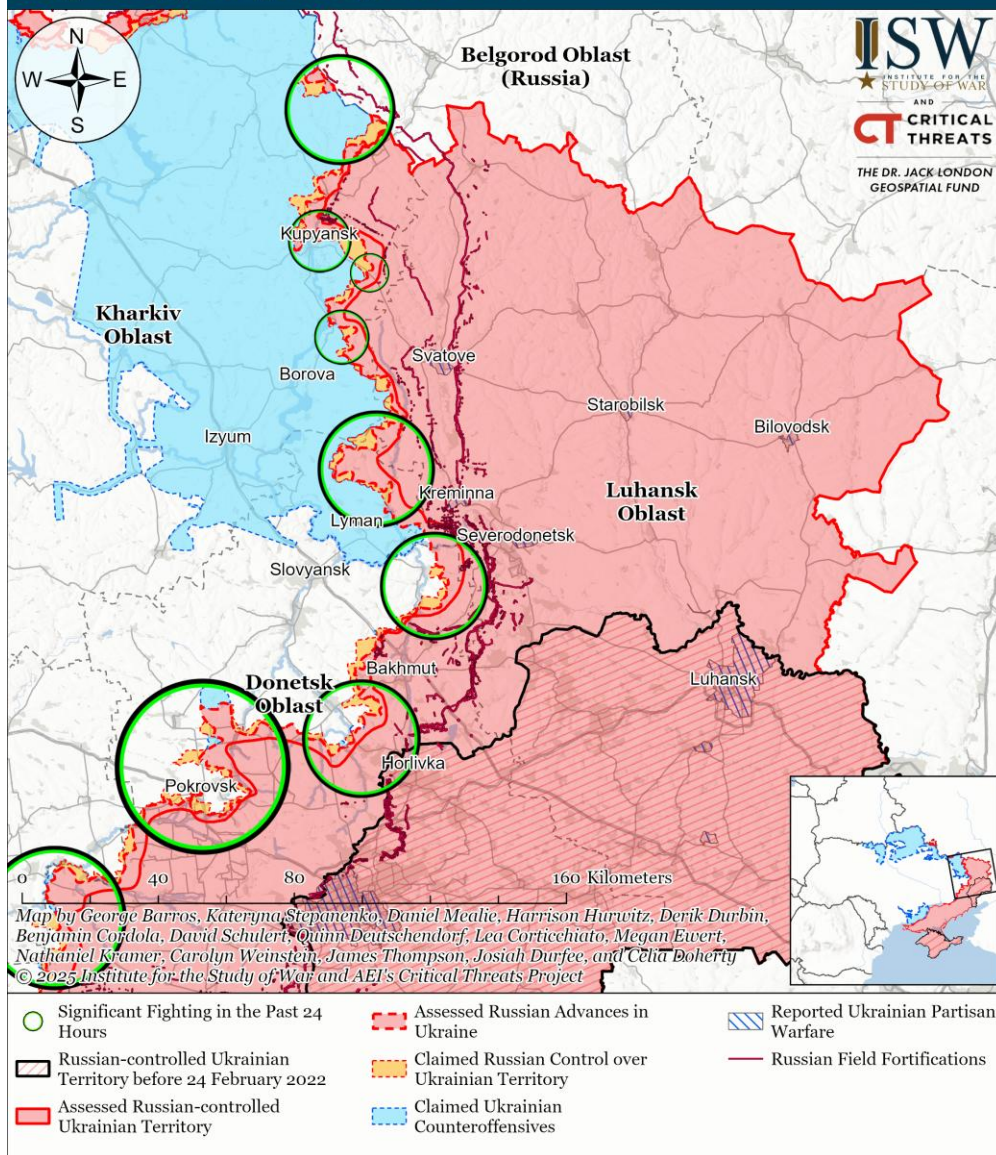 N
W
E
S
Belgorod Oblast
(Russia)
ISW
INSTITUTE FOR THE
STUDY OF WAR
AND
CT CRITICAL
THREATS
THE DR. JACK LONDON
GEOSPATIAL FUND
Kupyansk
Kharkiv
Oblast
Svatove
Borova
Starobilsk
Bilovodsk
Izyum
Kreminna
Luhansk
Oblast
Lyman
Severodonetsk
Slovyansk
Bakhmut
Luhansk
Donetsk
Oblast
Horlivka
Pokrovsk
0 40 80 160 Kilometers
Map by George Barros, Kateryna Stepanenko, Daniel Mealie, Harrison Hurwitz, Derik Durbin,
Benjamin Cordola, David Schulert, Quinn Deutschendorf, Lea Corticchiato, Megan Ewert,
Nathaniel Kramer, Carolyn Weinstein, James Thompson, Josiah Durfee, and Celia Doherty
© 2025 Institute for the Study of War and AEI's Critical Threats Project
Significant Fighting in the Past 24
Hours
Russian-controlled Ukrainian
Territory before 24 February 2022
Assessed Russian-controlled
Ukrainian Territory
Assessed Russian Advances in
Ukraine
Claimed Russian Control over
Ukrainian Territory
Claimed Ukrainian
Counteroffensives
Reported Ukrainian Partisan
Warfare
Russian Field Fortifications